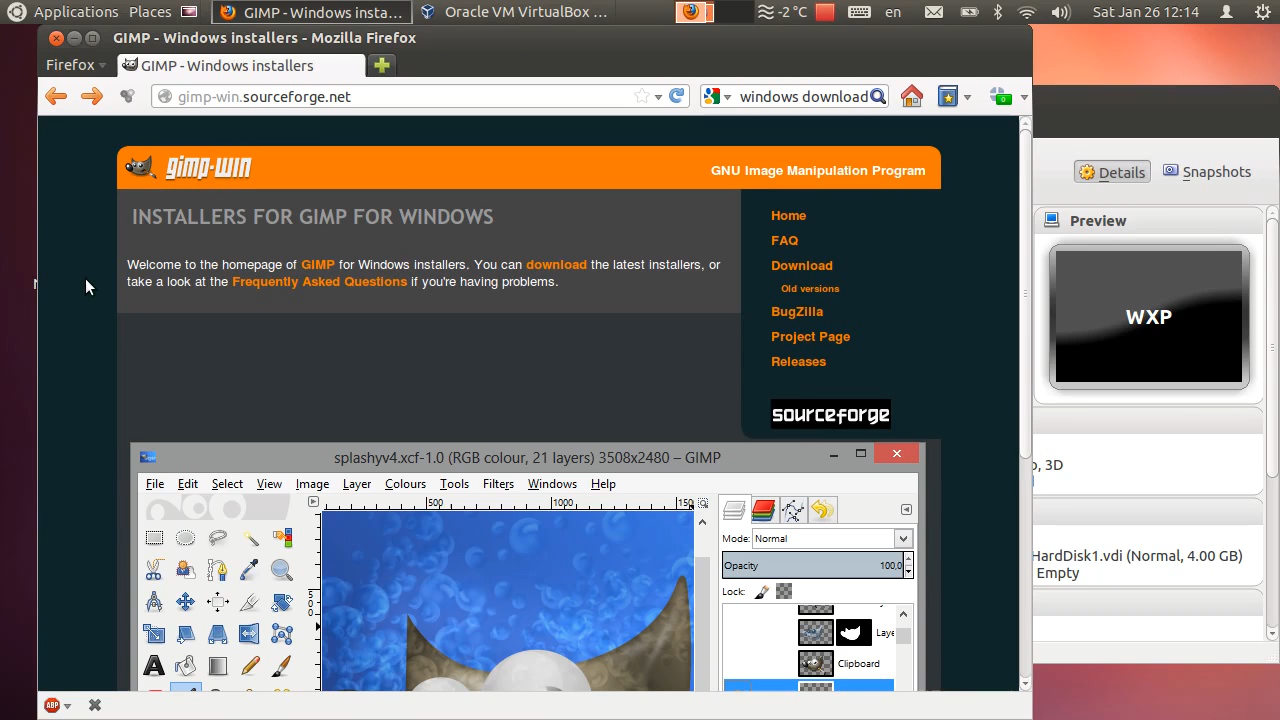 Applications Places
GIMP - Windows insta...
Oracle VM VirtualBox ...
-2 °C
en
Sat Jan 26 12:14
GIMP - Windows installers - Mozilla Firefox
Firefox
GIMP - Windows installers
gimp-win.sourceforge.net
windows download
gimp-win
GNU Image Manipulation Program
INSTALLERS FOR GIMP FOR WINDOWS
Welcome to the homepage of GIMP for Windows installers. You can download the latest installers, or
take a look at the Frequently Asked Questions if you're having problems.
Home
FAQ
Download
Old versions
BugZilla
Project Page
Releases
sourceforge
splashyv4.xcf-1.0 (RGB colour, 21 layers) 3508x2480 – GIMP
File Edit Select View Image Layer Colours Tools Filters Windows Help
500
1000
150
500
Mode: Normal
Opacity 100,0
Lock:
Laye
Clipboard
Details
Snapshots
Preview
WXP
, 3D
HardDisk1.vdi (Normal, 4.00 GB)
Empty
ABP
0